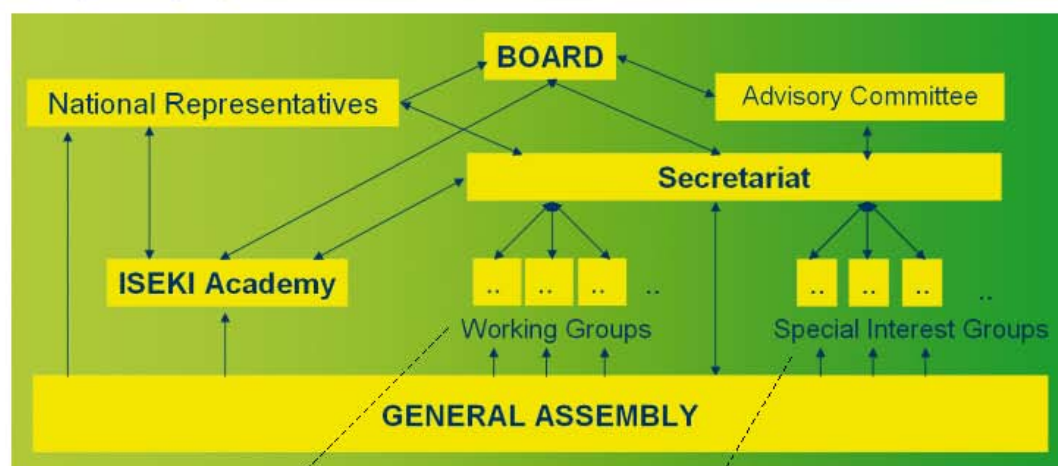 BOARD
National Representatives
Advisory Committee
Secretariat
ISEKI Academy
.. .. .. ..
.. .. .. ..
Working Groups
Special Interest Groups
GENERAL ASSEMBLY